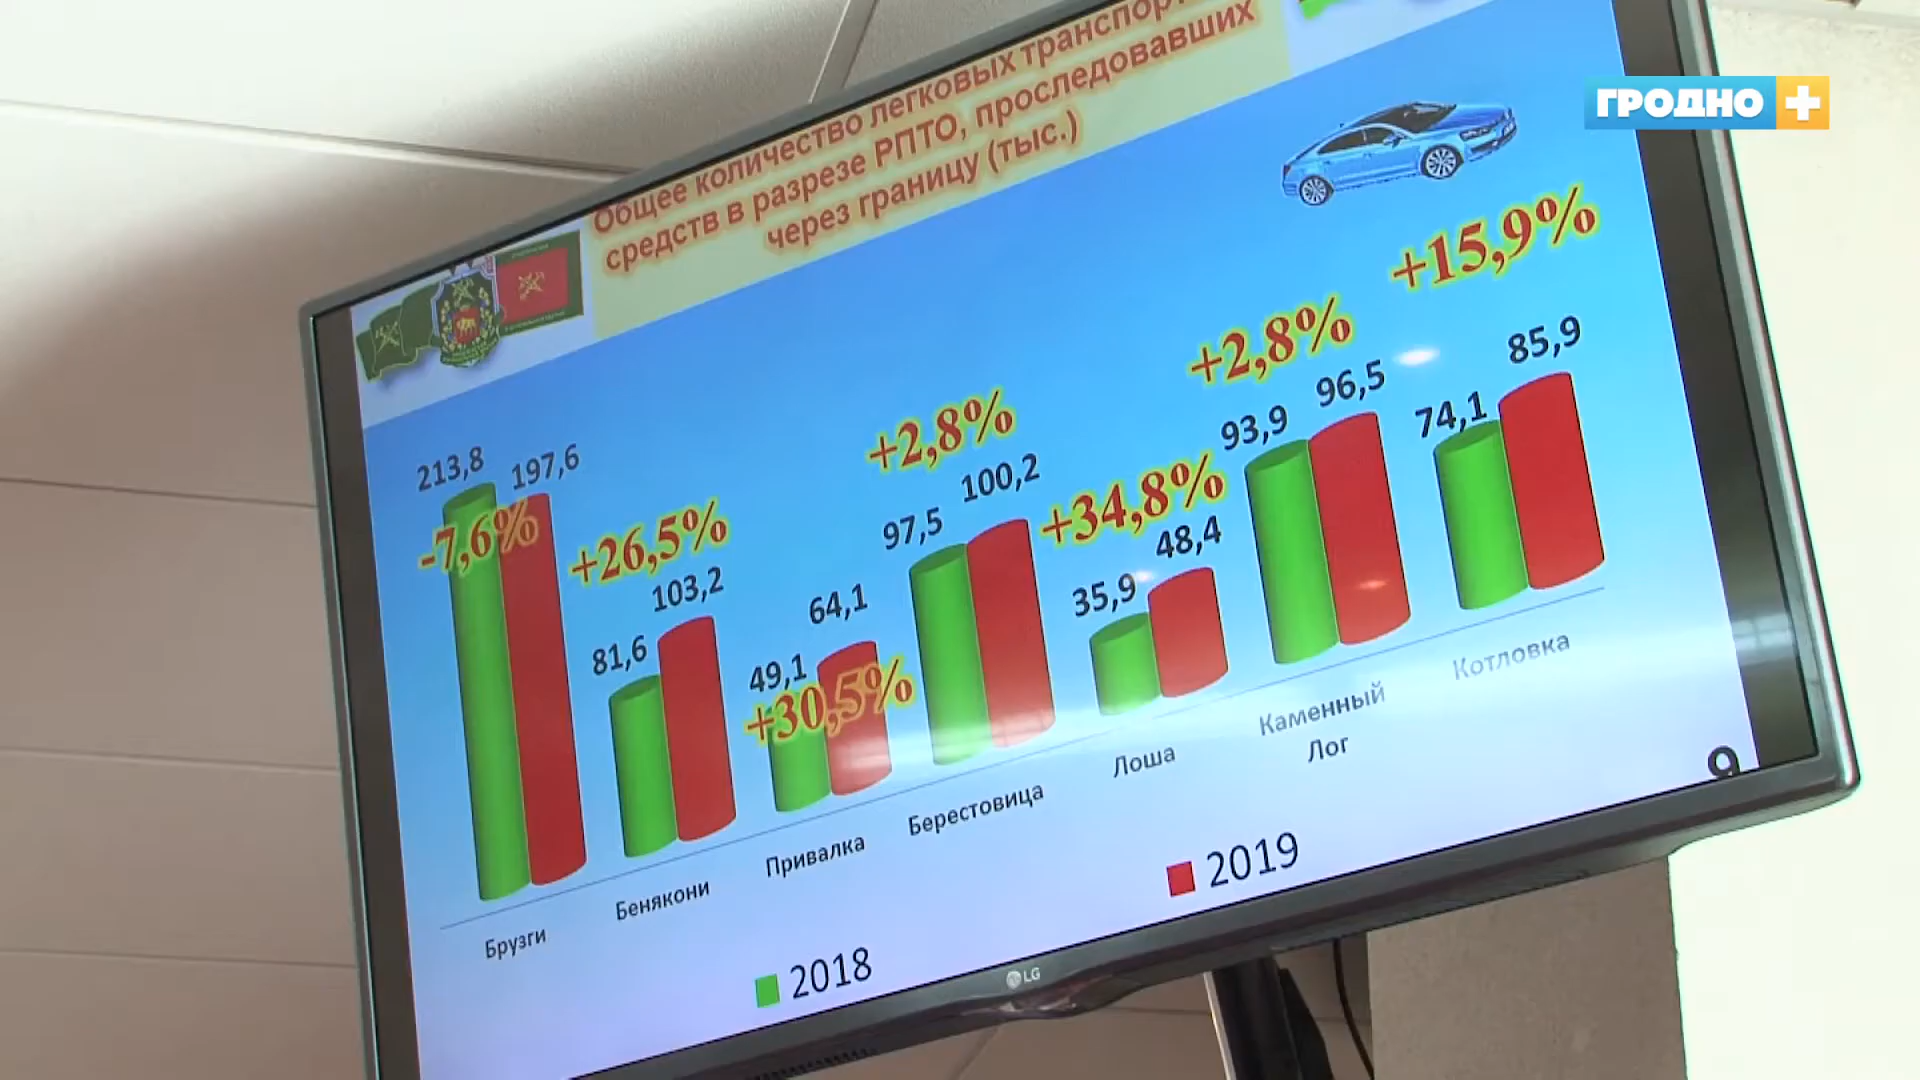 ГРОДНО +
Общее количество легковых
средств в разрезе РПТО, проследовавших
через границу (тыс.)
+15,9%
+2,8%
85,9
96,5
93,9
74,1
+2,8%
100,2
97,5
+34,8%
48,4
35,9
213,8
197,6
-7,6%
+26,5%
103,2
81,6
64,1
49,1
+30,5%
Брузги
Бенякони
Привалка
Берестовица
Лоша
Каменный
Лог
Котловка
9
2018
2019
LG